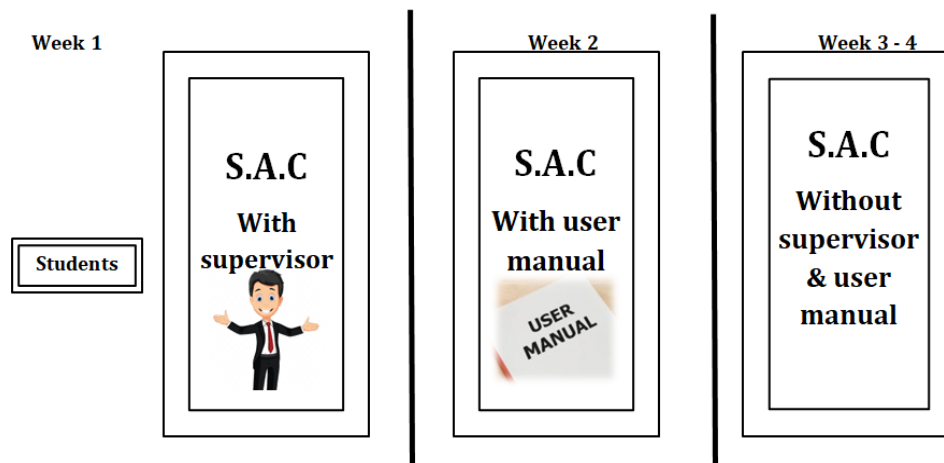 Week 1
Week 2
Week 3 - 4
Students
S.A.C
With
supervisor
S.A.C
With user
manual
USER
MANUAL
S.A.C
Without
supervisor
& user
manual